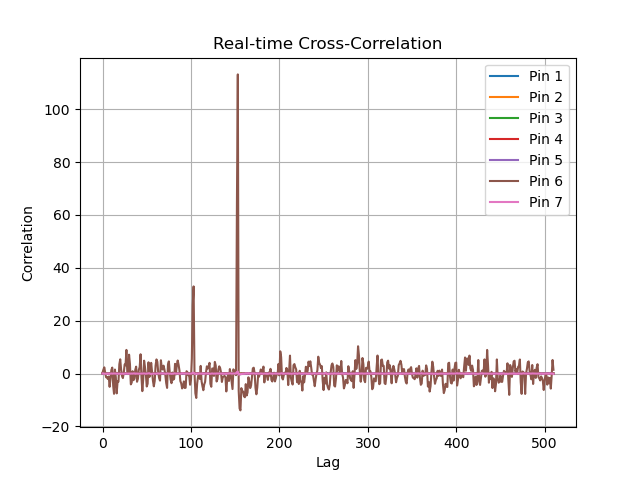 Real-time Cross-Correlation
Pin 1
Pin 2
Pin 3
Pin 4
Pin 5
Pin 6
Pin 7
100
80
60
40
20
0
−20
Correlation
0
100
200
300
400
500
Lag